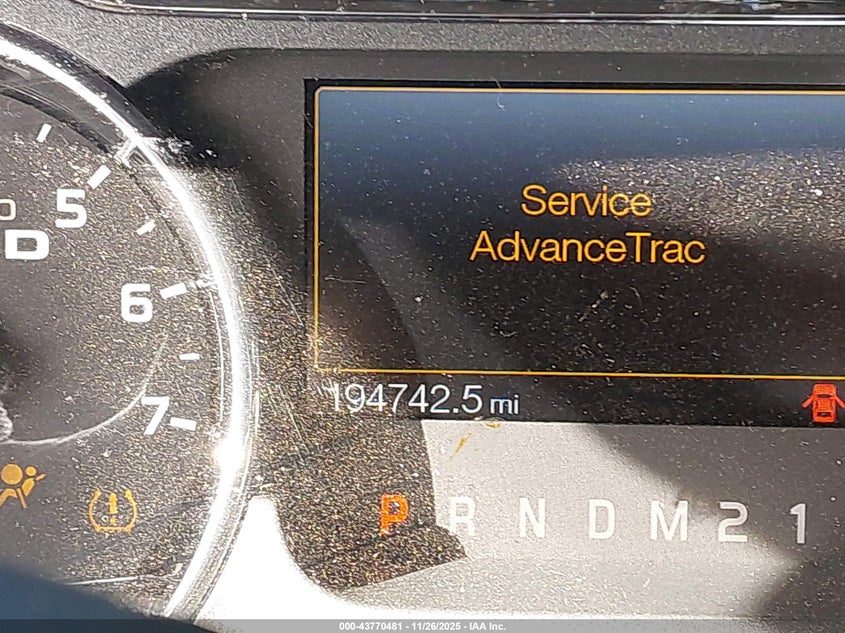 5
D
6
7
Service
AdvanceTrac
194742.5 mi
P R N D M 2 1
000-43770481 - 11/26/2025 - IAA Inc.